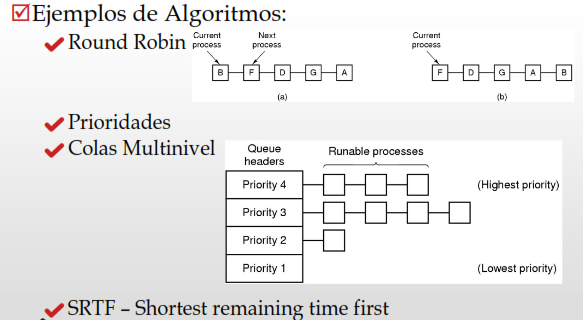 Ejemplos de Algoritmos:
Round Robin
Current process
Next process
B F D G A
(a)
Current process
F D G A B
(b)
Prioridades
Colas Multinivel
Queue headers
Runable processes
Priority 4 (Highest priority)
Priority 3
Priority 2
Priority 1 (Lowest priority)
SRTF – Shortest remaining time first